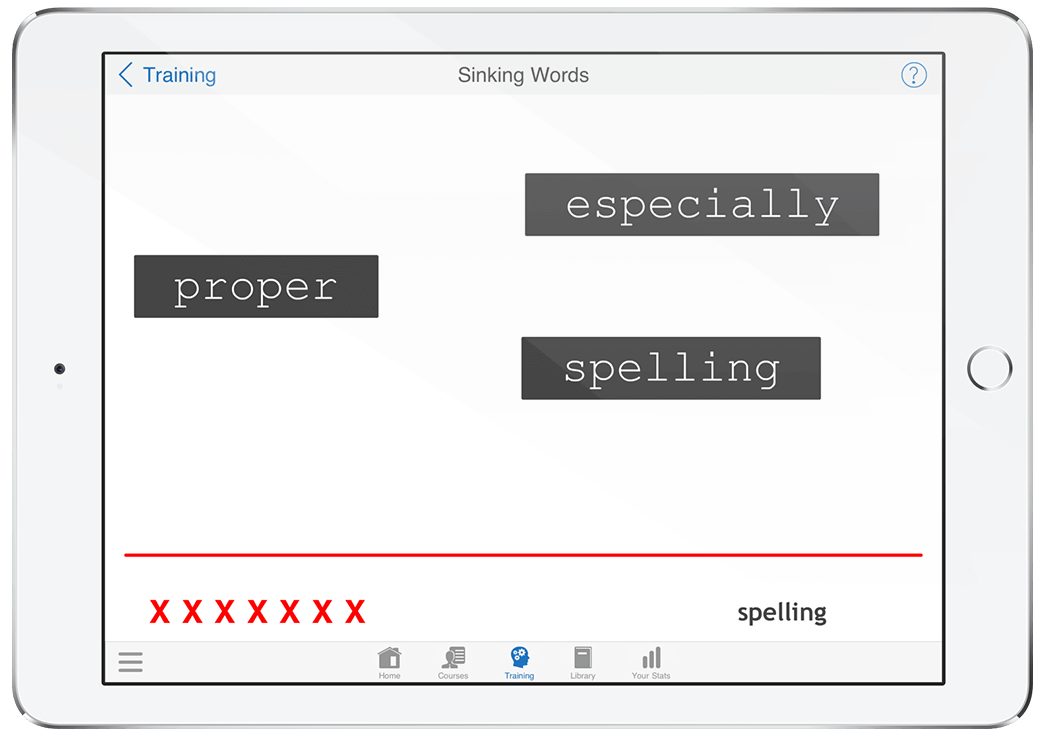 Training Sinking Words ?
especially
proper
spelling
X X X X X X X spelling
Home Courses Training Library Your Stats